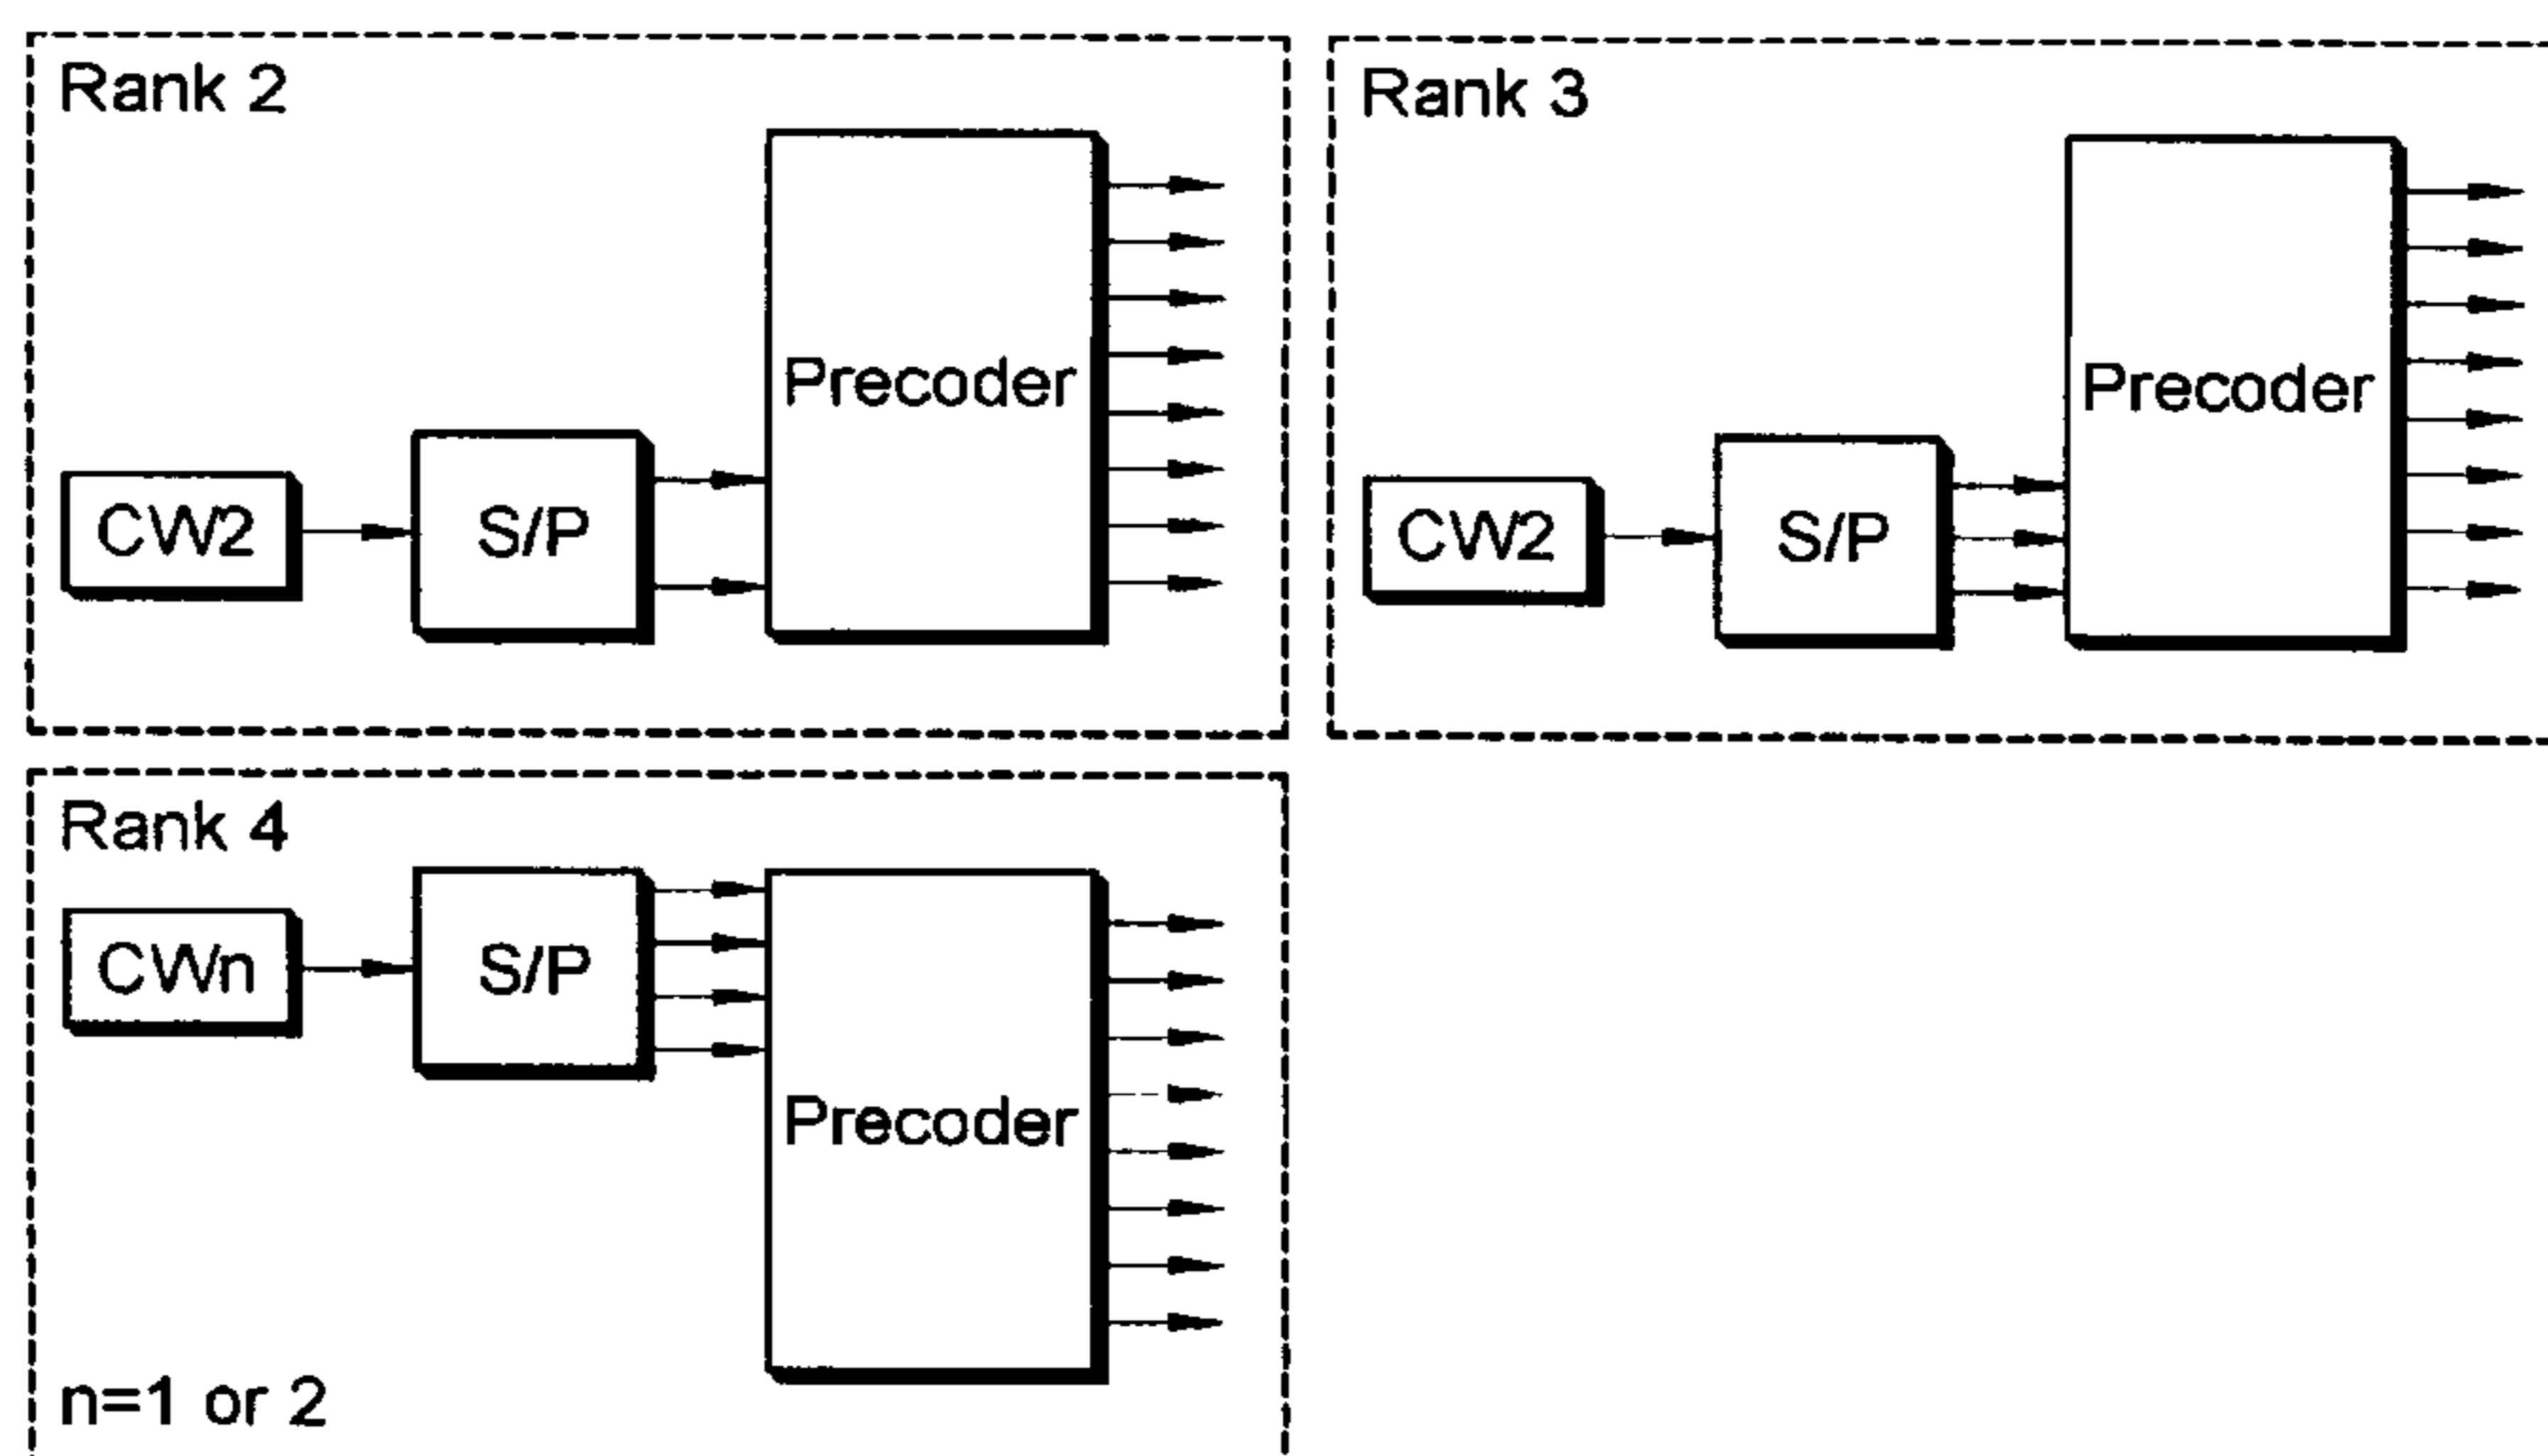 Rank 2
CW2
S/P
Precoder
Rank 3
CW2
S/P
Precoder
Rank 4
CWn
S/P
Precoder
n=1 or 2